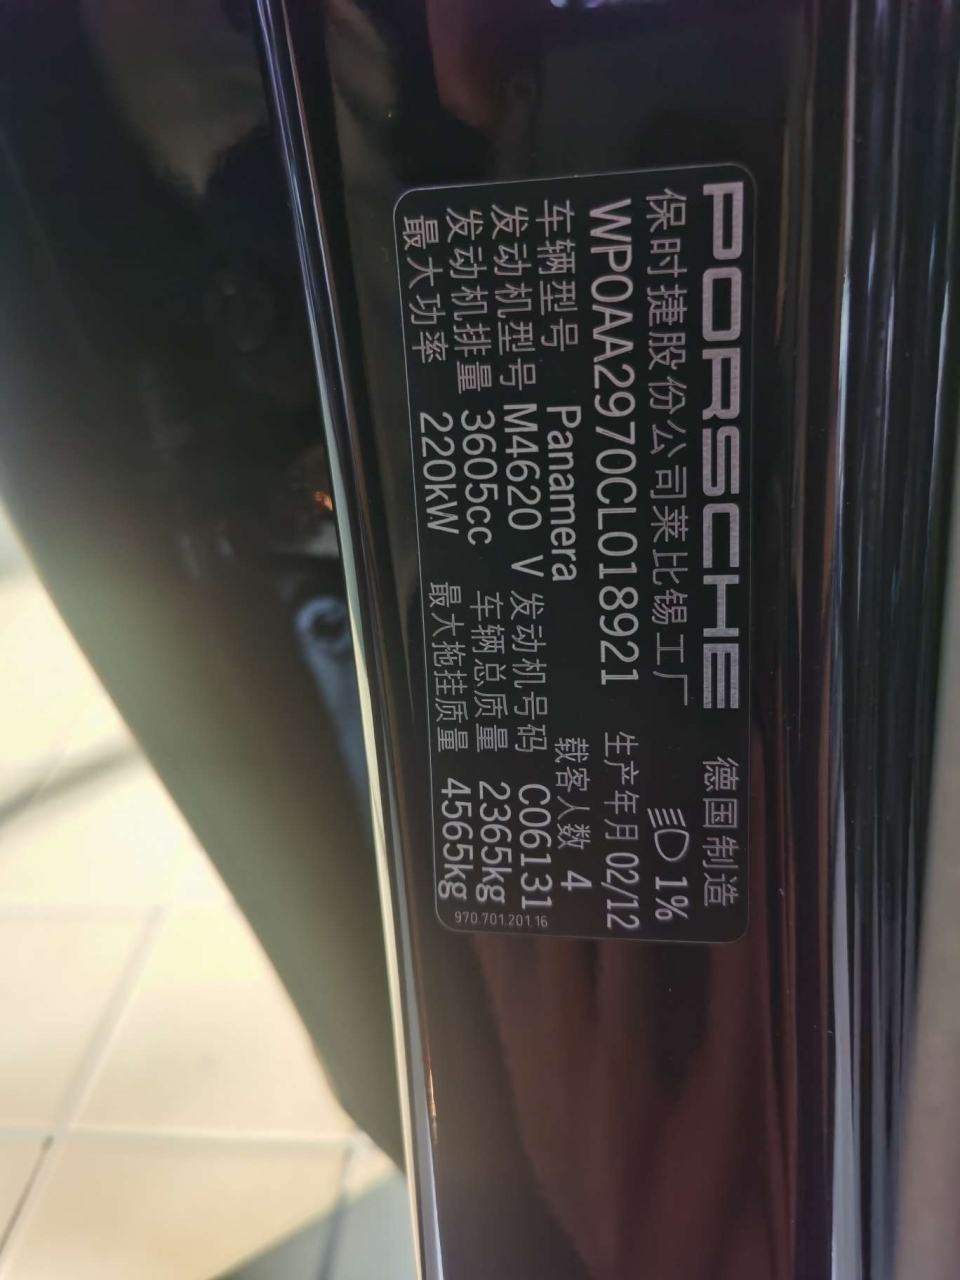 PORSCHE 德国制造
保时捷股份公司莱比锡工厂 1%
WP0AA2970CL018921 生产年月 02/12
车辆型号 Panamera 载客人数 4
发动机型号 M4620 V 发动机号码 C06131
发动机排量 3605cc 车辆总质量 2365kg
最大功率 220kW 最大拖挂质量 4565kg
970.701.201.16